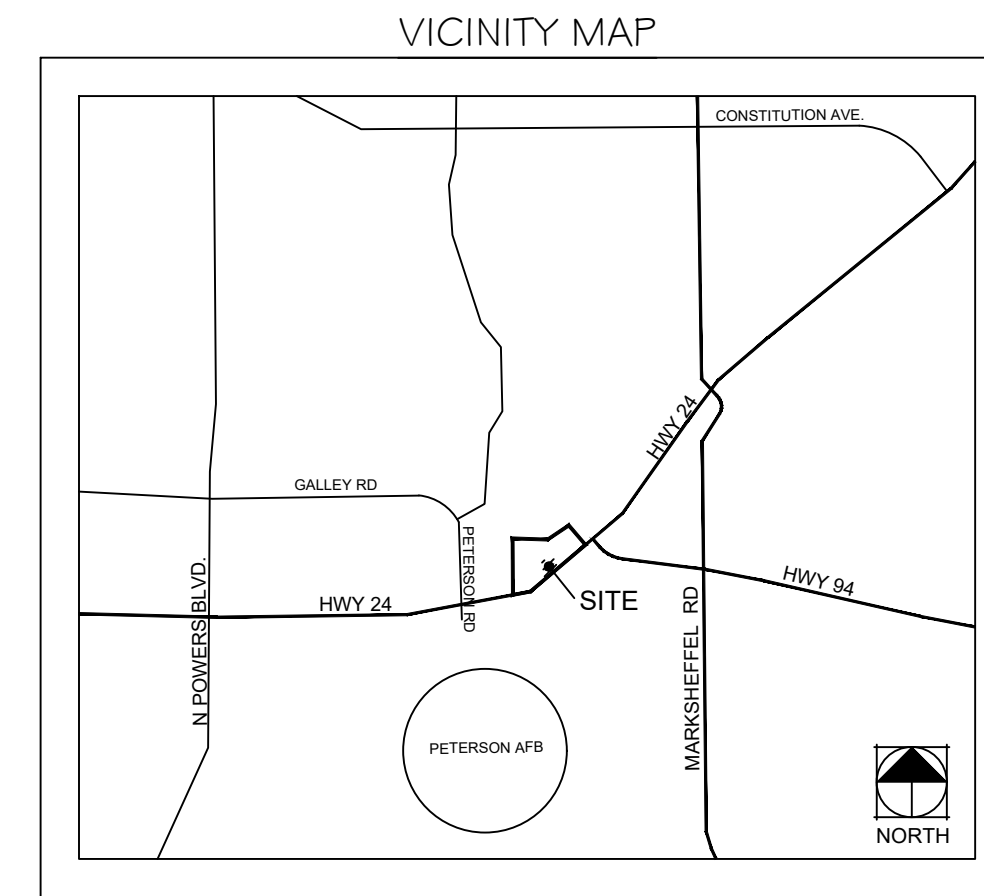 VICINITY MAP
CONSTITUTION AVE.
HWY 24
GALLEY RD
PETERSON RD
N POWERS BLVD.
HWY 24
SITE
HWY 94
MARKSHEFFEL RD
PETERSON AFB
NORTH